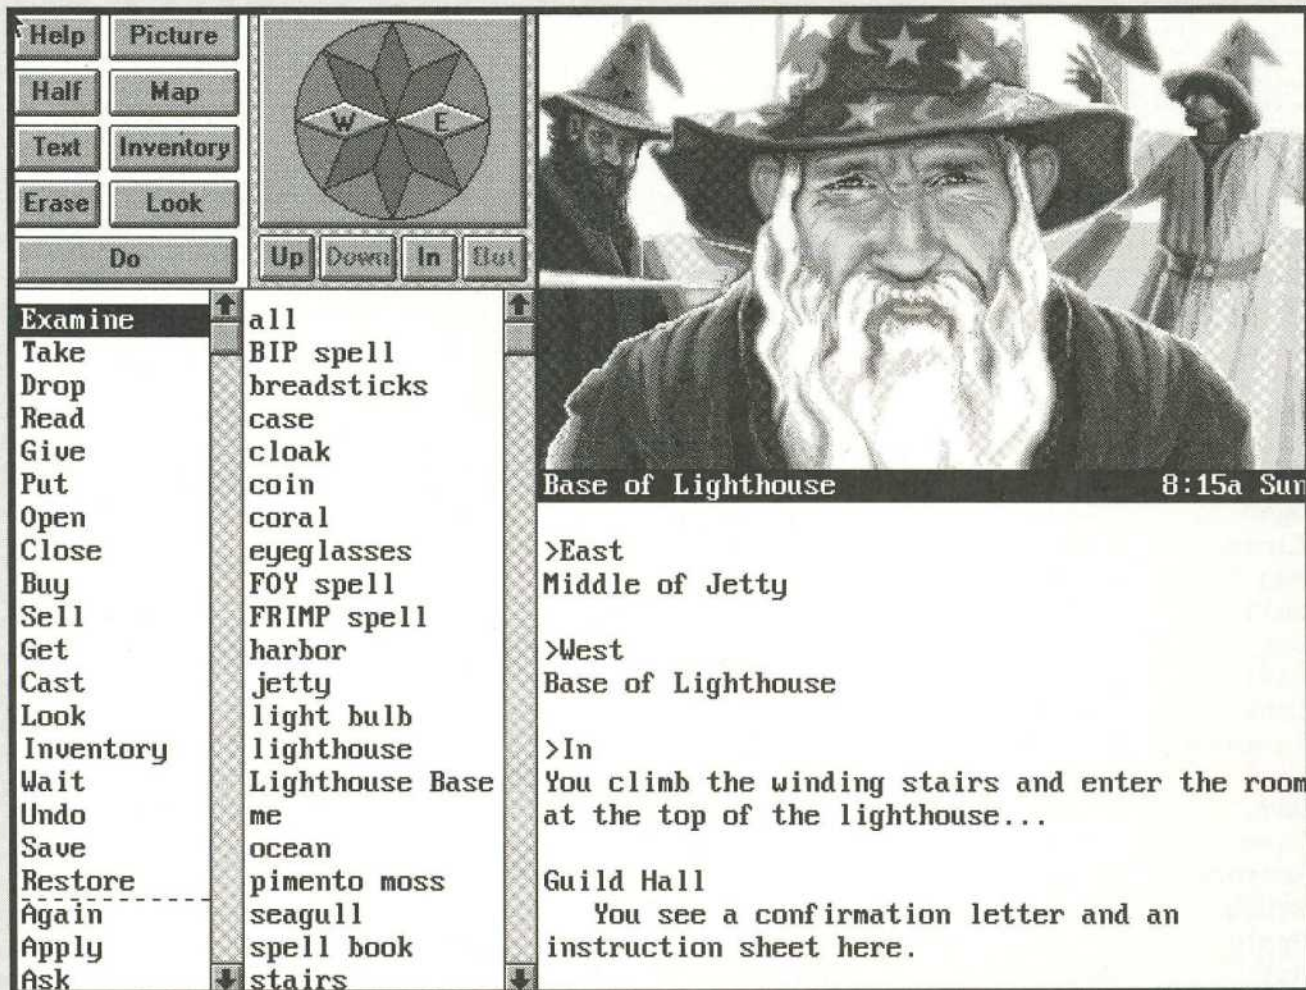 Help Picture
Half Map
Text Inventory
Erase Look
Do
W E
Up Down In Out
Examine
Take
Drop
Read
Give
Put
Open
Close
Buy
Sell
Get
Cast
Look
Inventory
Wait
Undo
Save
Restore
Again
Apply
Ask
all
BIP spell
breadsticks
case
cloak
coin
coral
eyeglasses
FOY spell
FRIMP spell
harbor
jetty
light bulb
lighthouse
Lighthouse Base
me
ocean
pimento moss
seagull
spell book
stairs
Base of Lighthouse 8:15a Sun
>East
Middle of Jetty
>West
Base of Lighthouse
>In
You climb the winding stairs and enter the room
at the top of the lighthouse...
Guild Hall
You see a confirmation letter and an
instruction sheet here.